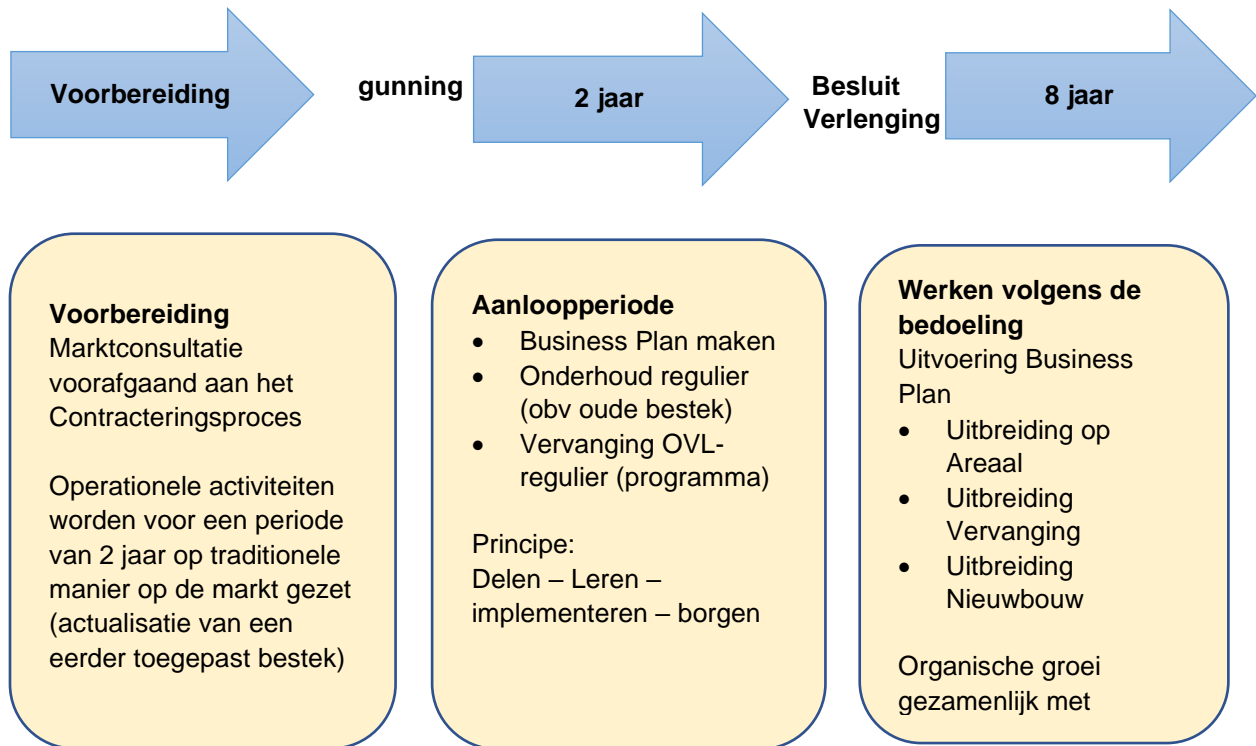 Voorbereiding
gunning
2 jaar
Besluit
Verlenging
8 jaar
Voorbereiding
Marktconsultatie
voorafgaand aan het
Contracteringsproces
Operationele activiteiten
worden voor een periode
van 2 jaar op traditionele
manier op de markt gezet
(actualisatie van een
eerder toegepast bestek)
Aanloopperiode
• Business Plan maken
• Onderhoud regulier
(obv oude bestek)
• Vervanging OVL-
regulier (programma)
Principe:
Delen – Leren –
implementeren – borgen
Werken volgens de
bedoeling
Uitvoering Business
Plan
• Uitbreiding op
Areaal
• Uitbreiding
Vervanging
• Uitbreiding
Nieuwbouw
Organische groei
gezamenlijk met